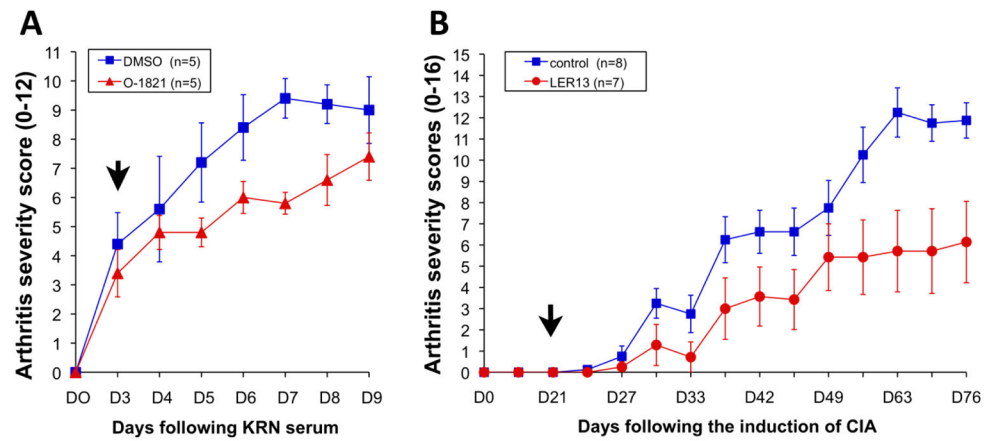 A
Arthritis severity score (0-12)
11
10
9
8
7
6
5
4
3
2
1
0
DMSO (n=5)
O-1821 (n=5)
DO D3 D4 D5 D6 D7 D8 D9
Days following KRN serum
B
Arthritis severity scores (0-16)
15
14
13
12
11
10
9
8
7
6
5
4
3
2
1
0
control (n=8)
LER13 (n=7)
D0 D21 D27 D33 D42 D49 D63 D76
Days following the induction of CIA